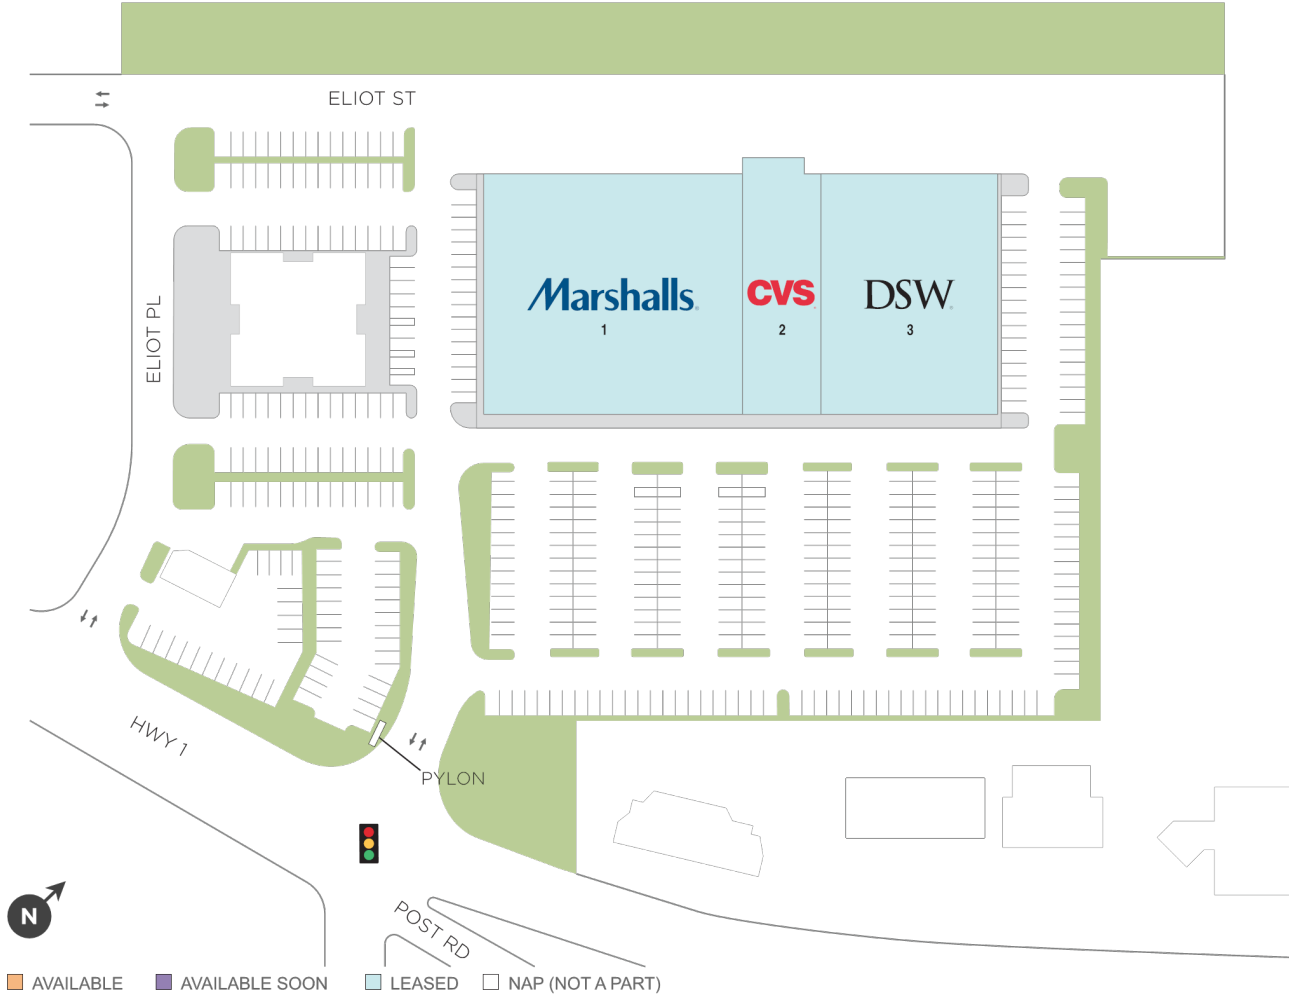 ELIOT ST
ELIOT PL
Marshalls
1
CVS
2
DSW
3
HWY 1
PYLON
POST RD
N
AVAILABLE
AVAILABLE SOON
LEASED
NAP (NOT A PART)